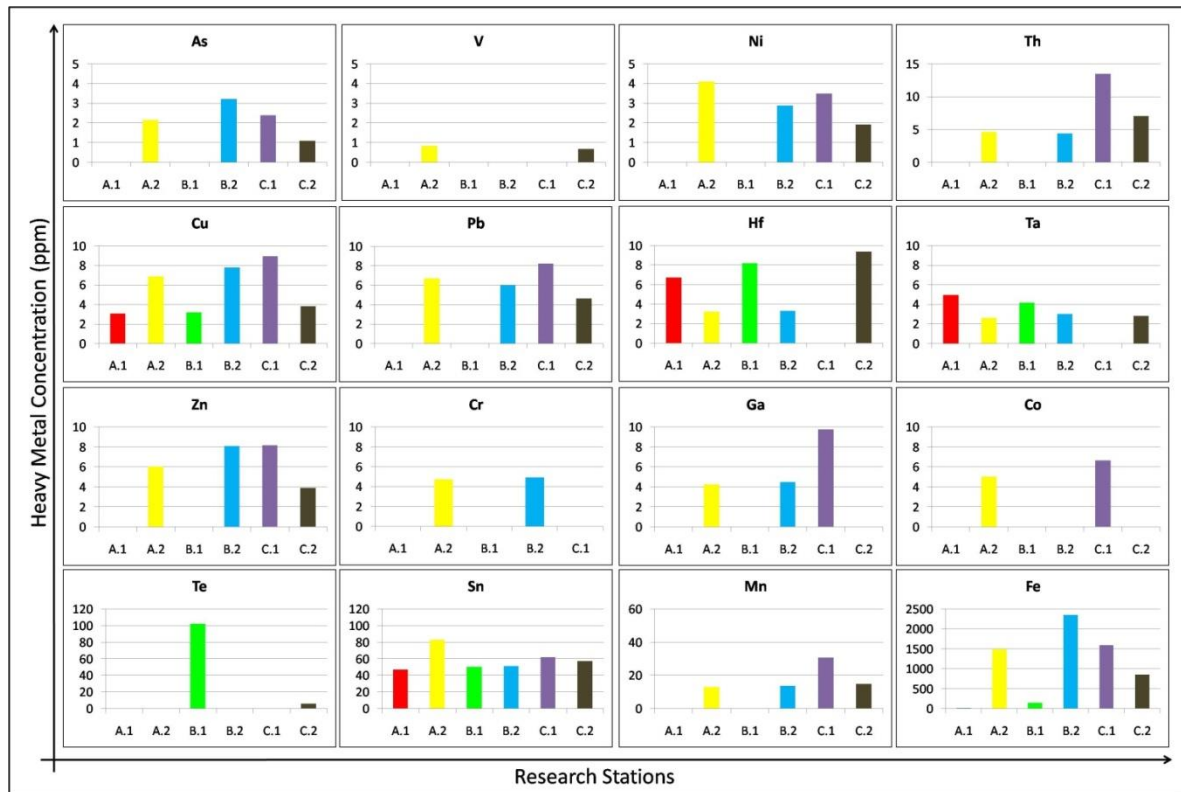 Heavy Metal Concentration (ppm)
As
5
4
3
2
1
0
A.1 A.2 B.1 B.2 C.1 C.2
V
5
4
3
2
1
0
A.1 A.2 B.1 B.2 C.1 C.2
Ni
5
4
3
2
1
0
A.1 A.2 B.1 B.2 C.1 C.2
Th
15
10
5
0
A.1 A.2 B.1 B.2 C.1 C.2
Cu
10
8
6
4
2
0
A.1 A.2 B.1 B.2 C.1 C.2
Pb
10
8
6
4
2
0
A.1 A.2 B.1 B.2 C.1 C.2
Hf
10
8
6
4
2
0
A.1 A.2 B.1 B.2 C.1 C.2
Ta
10
8
6
4
2
0
A.1 A.2 B.1 B.2 C.1 C.2
Zn
10
8
6
4
2
0
A.1 A.2 B.1 B.2 C.1 C.2
Cr
10
8
6
4
2
0
A.1 A.2 B.1 B.2 C.1
Ga
10
8
6
4
2
0
A.1 A.2 B.1 B.2 C.1 C.2
Co
10
8
6
4
2
0
A.1 A.2 B.1 B.2 C.1 C.2
Te
120
100
80
60
40
20
0
A.1 A.2 B.1 B.2 C.1 C.2
Sn
120
100
80
60
40
20
0
A.1 A.2 B.1 B.2 C.1 C.2
Mn
60
40
20
0
A.1 A.2 B.1 B.2 C.1 C.2
Fe
2500
2000
1500
1000
500
0
A.1 A.2 B.1 B.2 C.1 C.2
Research Stations